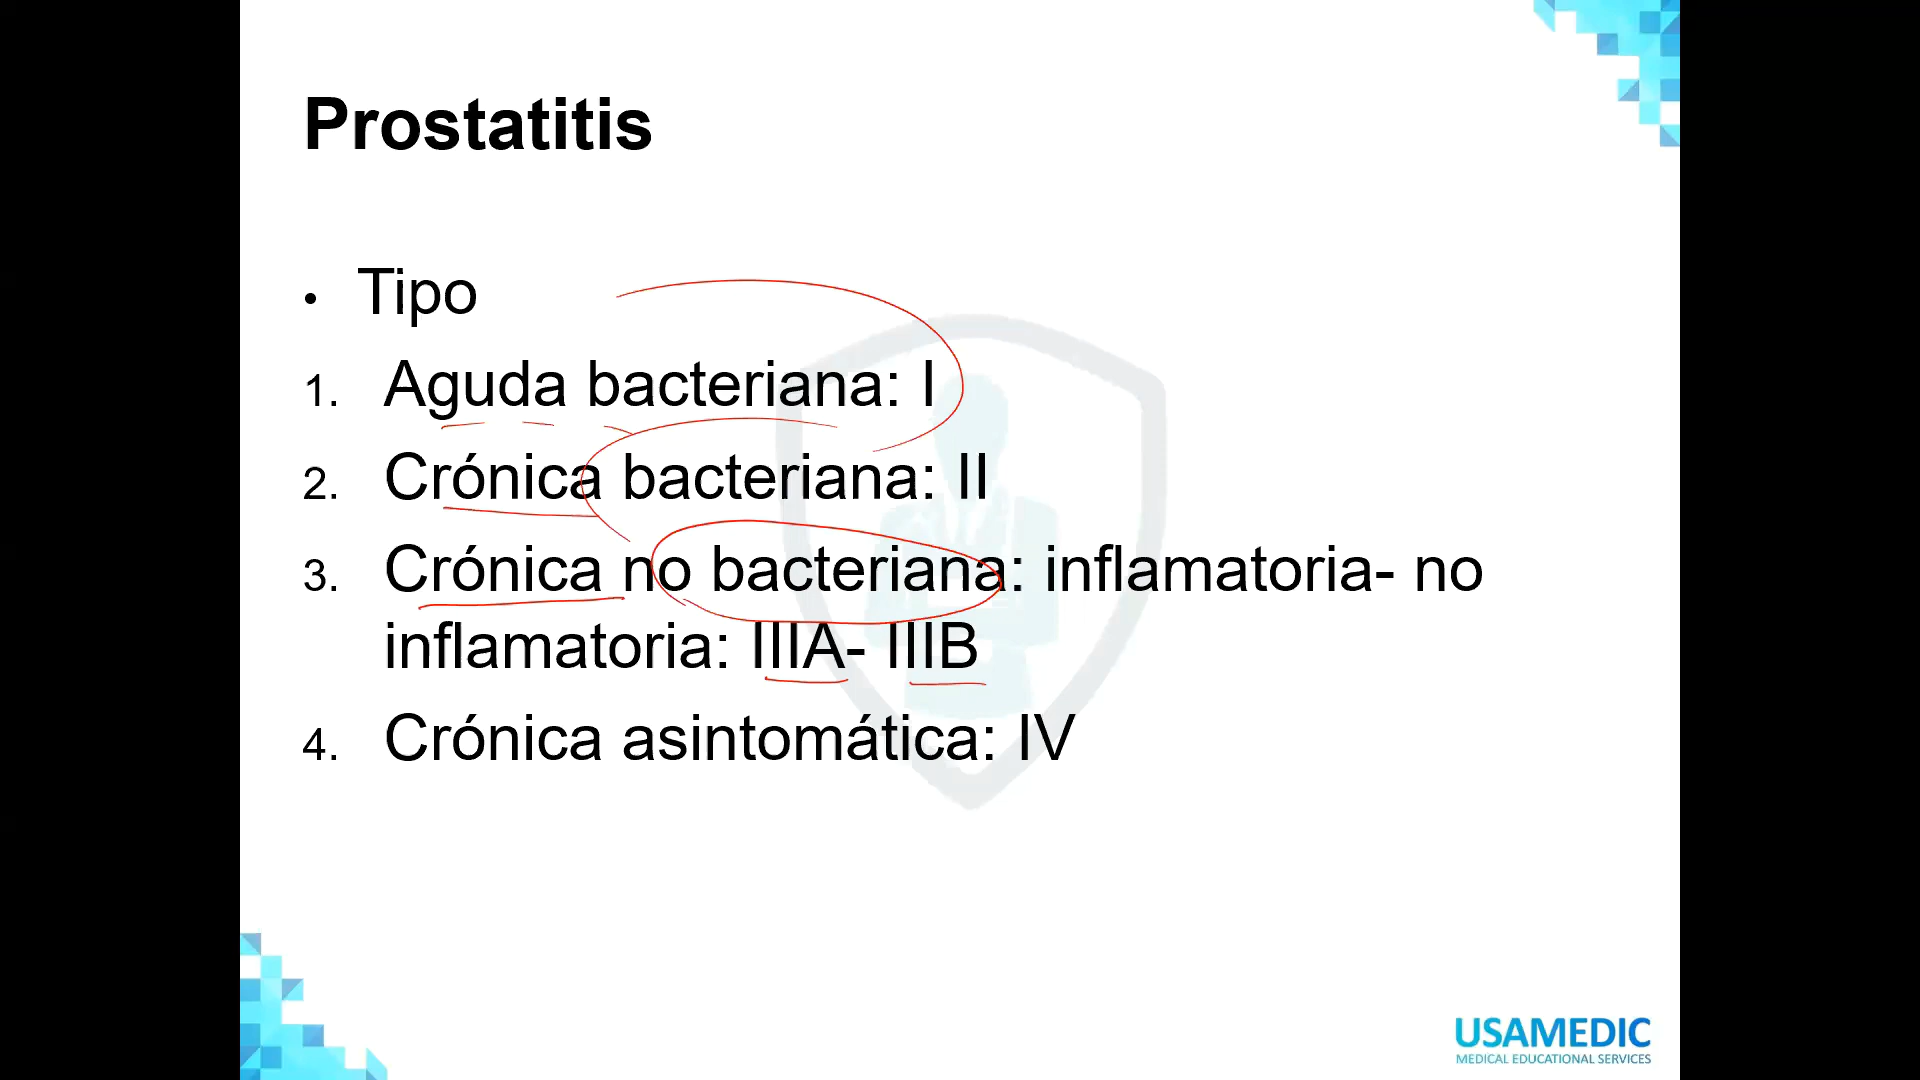 Prostatitis
• Tipo
1. Aguda bacteriana: I
2. Crónica bacteriana: II
3. Crónica no bacteriana: inflamatoria- no
inflamatoria: IIIA- IIIB
4. Crónica asintomática: IV
USAMEDIC
MEDICAL EDUCATIONAL SERVICES